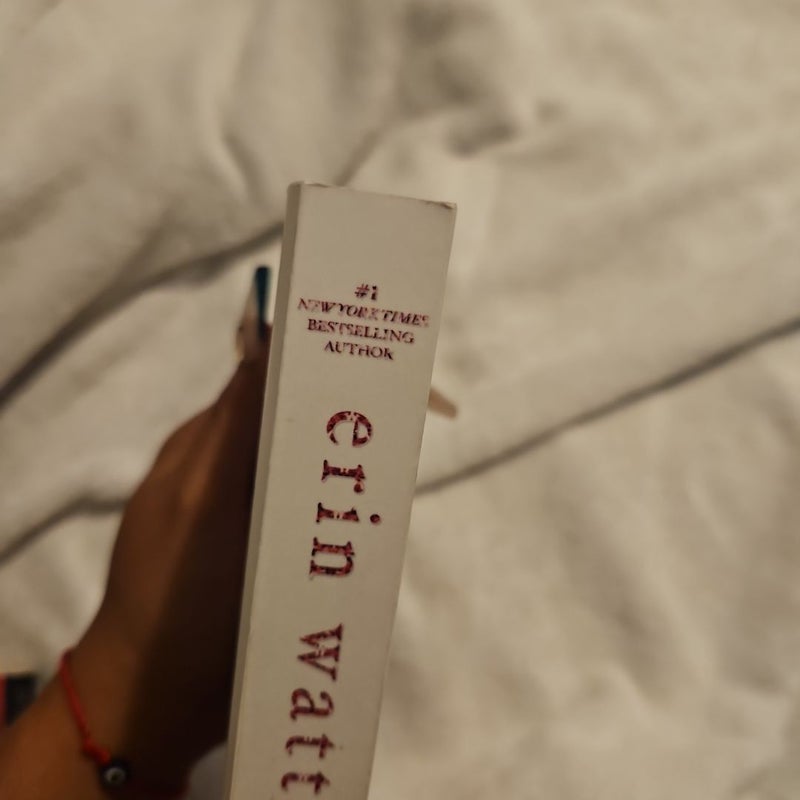 #1
NEW YORK TIMES
BESTSELLING
AUTHOR
erin watt